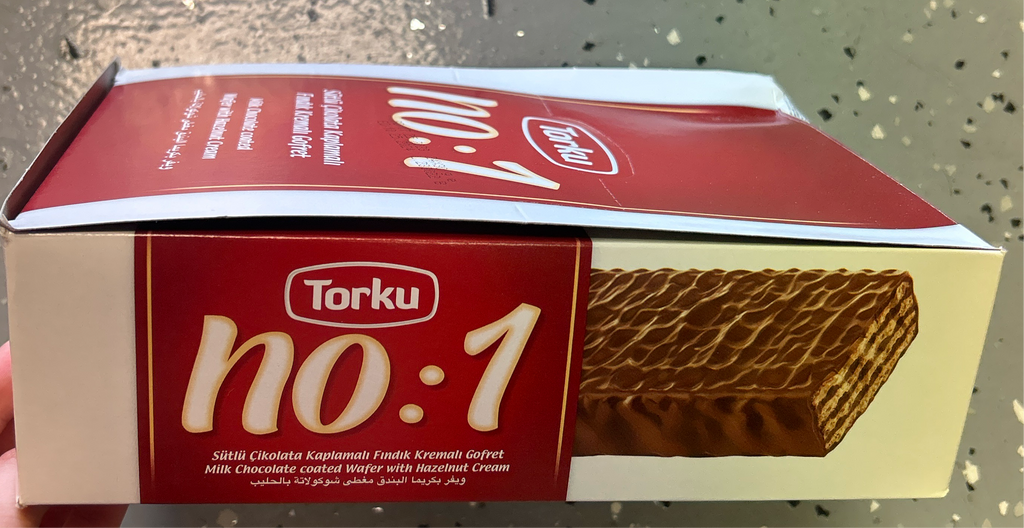 Torku
no:1
Sütlü Çikolata Kaplamalı
Fındık Kremalı Gofret
Milk Chocolate coated
Wafer with Hazelnut Cream
Torku
no:1
Sütlü Çikolata Kaplamalı Fındık Kremalı Gofret
Milk Chocolate coated Wafer with Hazelnut Cream
ويفر بكريما البندق مغطى شوكولاتة بالحليب